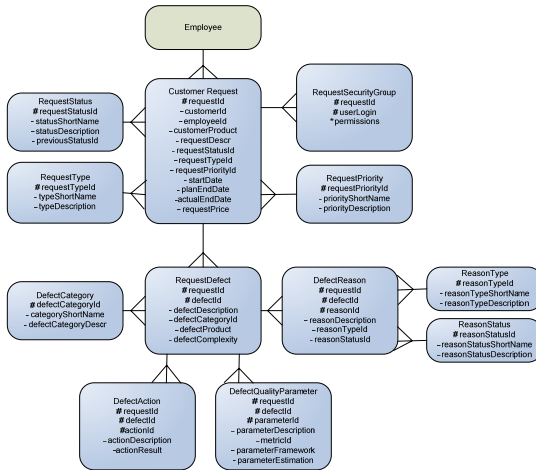 Employee
Customer Request
# requestId
- customerId
- employeeId
- customerProduct
- requestDescr
- requestStatusId
- requestTypeId
- requestPriorityId
- startDate
- planEndDate
-actualEndDate
- requestPrice
RequestStatus
# requestStatusId
- statusShortName
- statusDescription
- previousStatusId
RequestSecurityGroup
# requestId
# userLogin
*permissions
RequestType
# requestTypeId
- typeShortName
- typeDescription
RequestPriority
# requestPriorityId
- priorityShortName
- priorityDescription
DefectCategory
# defectCategoryId
- categoryShortName
- defectCategoryDescr
RequestDefect
# requestId
# defectId
- defectDescription
- defectCategoryId
- defectProduct
- defectComplexity
DefectReason
# requestId
# defectId
# reasonId
- reasonDescription
- reasonTypeId
- reasonStatusId
ReasonType
# reasonTypeId
- reasonTypeShortName
- reasonTypeDescription
ReasonStatus
# reasonStatusId
- reasonStatusShortName
- reasonStatusDescription
DefectAction
# requestId
# defectId
#actionId
- actionDescription
-actionResult
DefectQualityParameter
# requestId
# defectId
# parameterId
- parameterDescription
- metricId
- parameterFramework
- parameterEstimation